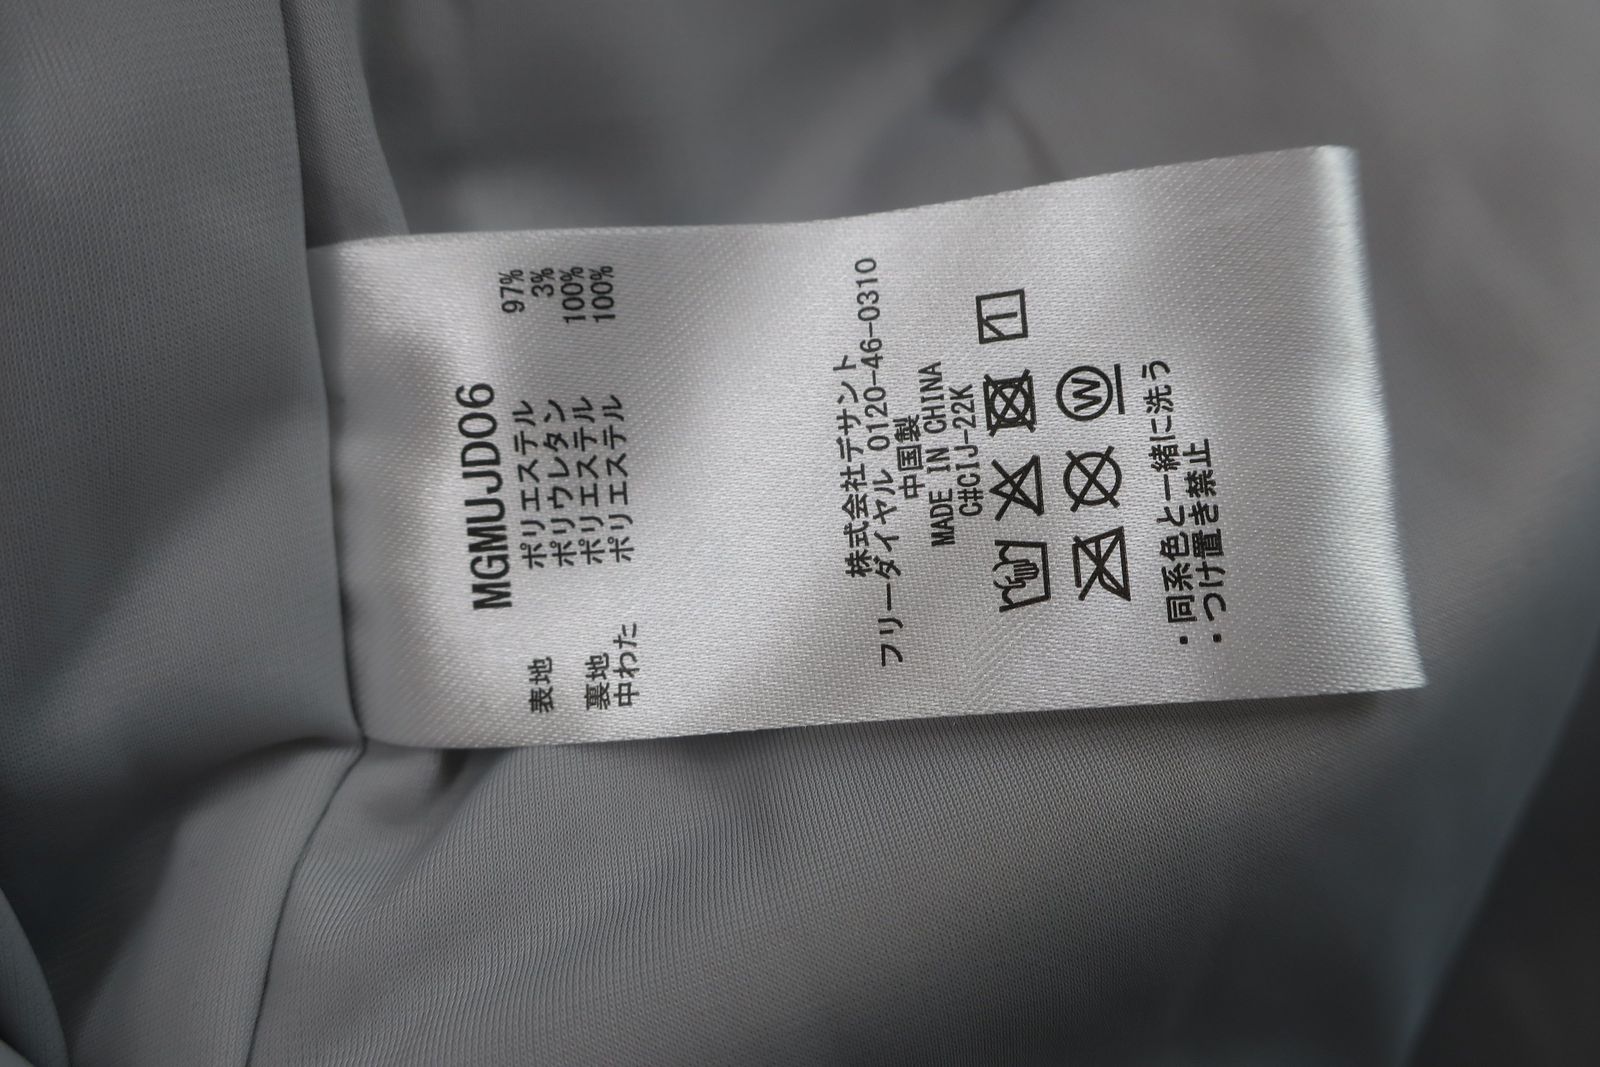 MGMUJD06
表地 ポリエステル 97%
ポリウレタン 3%
裏地 ポリエステル 100%
中わた ポリエステル 100%
株式会社デサント
フリーダイヤル 0120-46-0310
中国製
MADE IN CHINA
C#CIJ-22K
W
・同系色と一緒に洗う
・つけ置き禁止